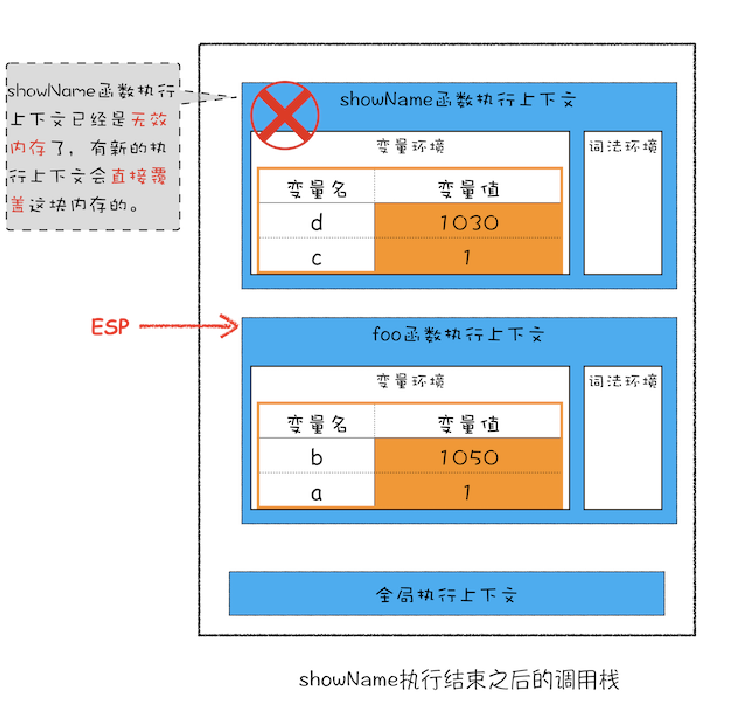 showName函数执行
上下文已经是无效
内存了，有新的执
行上下文会直接覆
盖这块内存的。
showName函数执行上下文
变量环境
词法环境
变量名 变量值
d 1030
c 1
ESP
foo函数执行上下文
变量环境
词法环境
变量名 变量值
b 1050
a 1
全局执行上下文
showName执行结束之后的调用栈